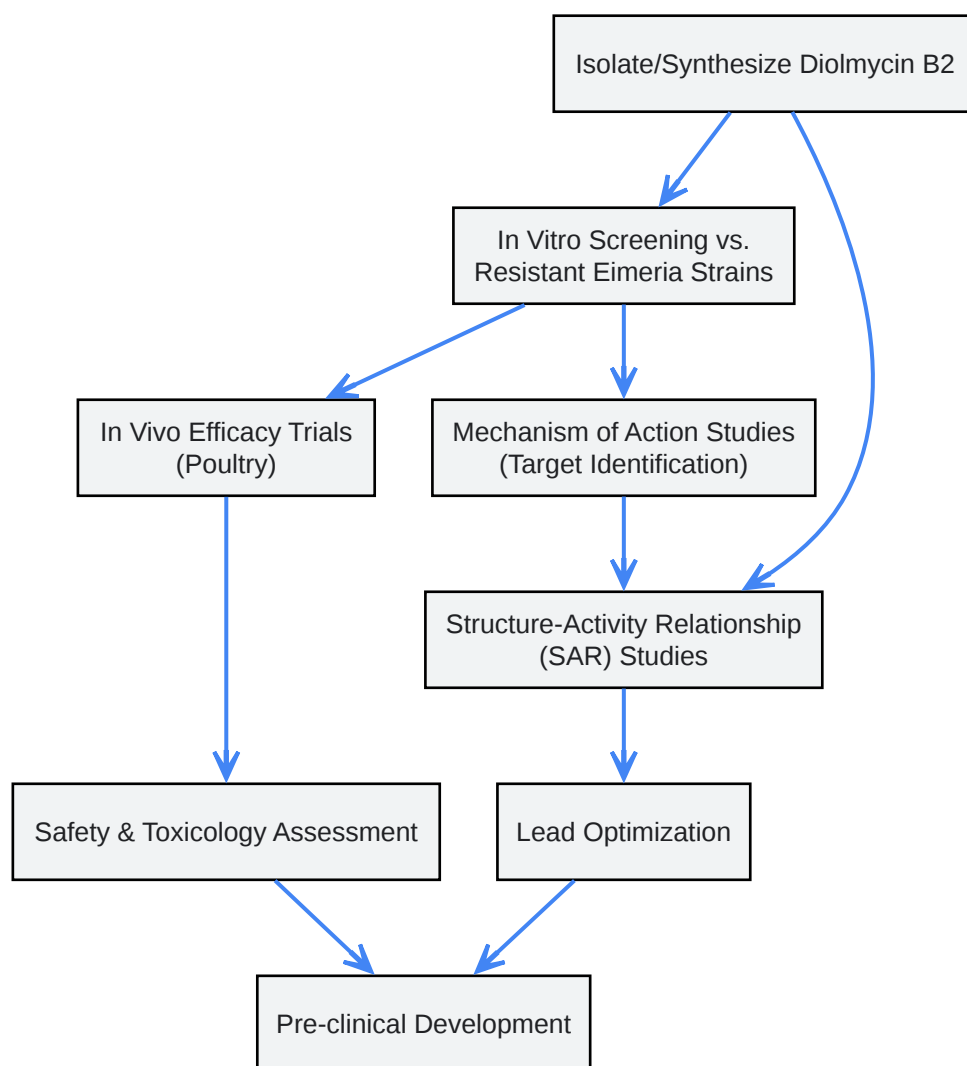 Isolate/Synthesize Diolmycin B2
In Vitro Screening vs.
Resistant Eimeria Strains
In Vivo Efficacy Trials
(Poultry)
Mechanism of Action Studies
(Target Identification)
Structure-Activity Relationship
(SAR) Studies
Safety & Toxicology Assessment
Lead Optimization
Pre-clinical Development